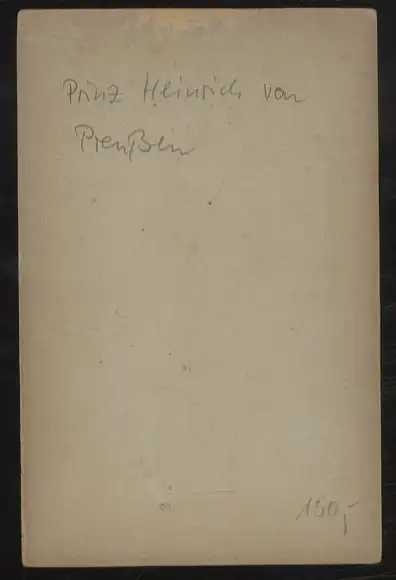 Prinz Heinrich von
Preußen
150,-